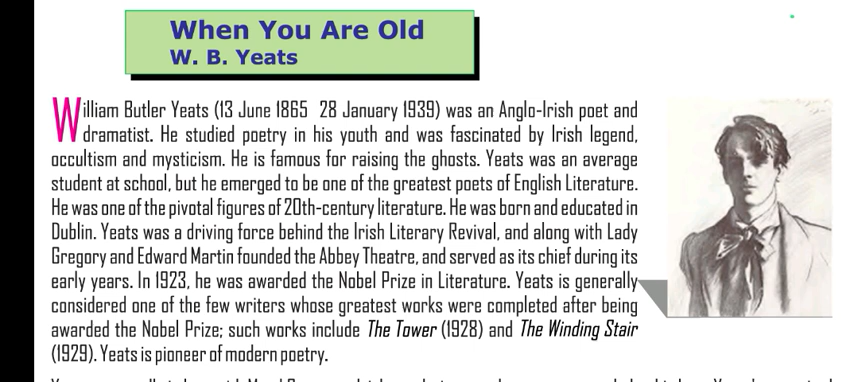 When You Are Old
W. B. Yeats
William Butler Yeats (13 June 1865 28 January 1939) was an Anglo-Irish poet and
dramatist. He studied poetry in his youth and was fascinated by Irish legend,
occultism and mysticism. He is famous for raising the ghosts. Yeats was an average
student at school, but he emerged to be one of the greatest poets of English Literature.
He was one of the pivotal figures of 20th-century literature. He was born and educated in
Dublin. Yeats was a driving force behind the Irish Literary Revival, and along with Lady
Gregory and Edward Martin founded the Abbey Theatre, and served as its chief during its
early years. In 1923, he was awarded the Nobel Prize in Literature. Yeats is generally
considered one of the few writers whose greatest works were completed after being
awarded the Nobel Prize; such works include The Tower (1928) and The Winding Stair
(1929). Yeats is pioneer of modern poetry.